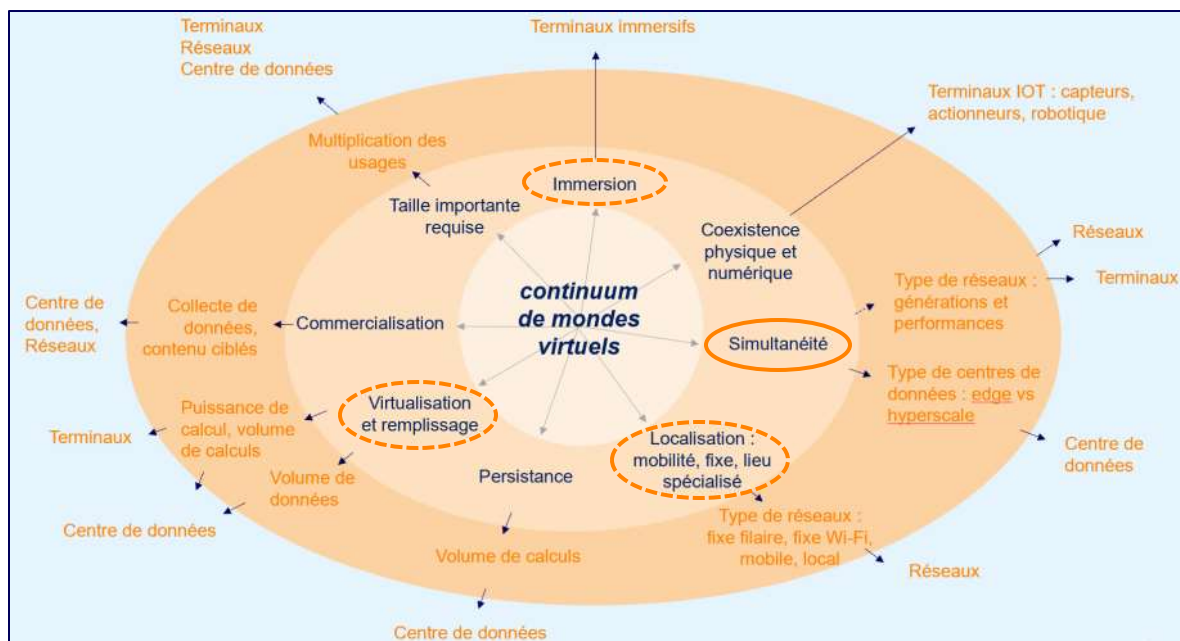 Terminaux
Réseaux
Centre de données
Terminaux immersifs
Terminaux IOT : capteurs,
actionneurs, robotique
Multiplication des
usages
Immersion
Taille importante
requise
Coexistence
physique et
numérique
Réseaux
Type de réseaux :
générations et
performances
Terminaux
continuum
de mondes
virtuels
Centre de
données,
Réseaux
Collecte de
données,
contenu ciblés
Commercialisation
Simultanéité
Type de centres de
données : edge vs
hyperscale
Virtualisation
et remplissage
Puissance de
calcul, volume
de calculs
Terminaux
Localisation :
mobilité, fixe, lieu
spécialisé
Centre de
données
Persistance
Volume de
données
Centre de données
Type de réseaux :
fixe filaire, fixe Wi-Fi,
mobile, local
Volume de calculs
Réseaux
Centre de données